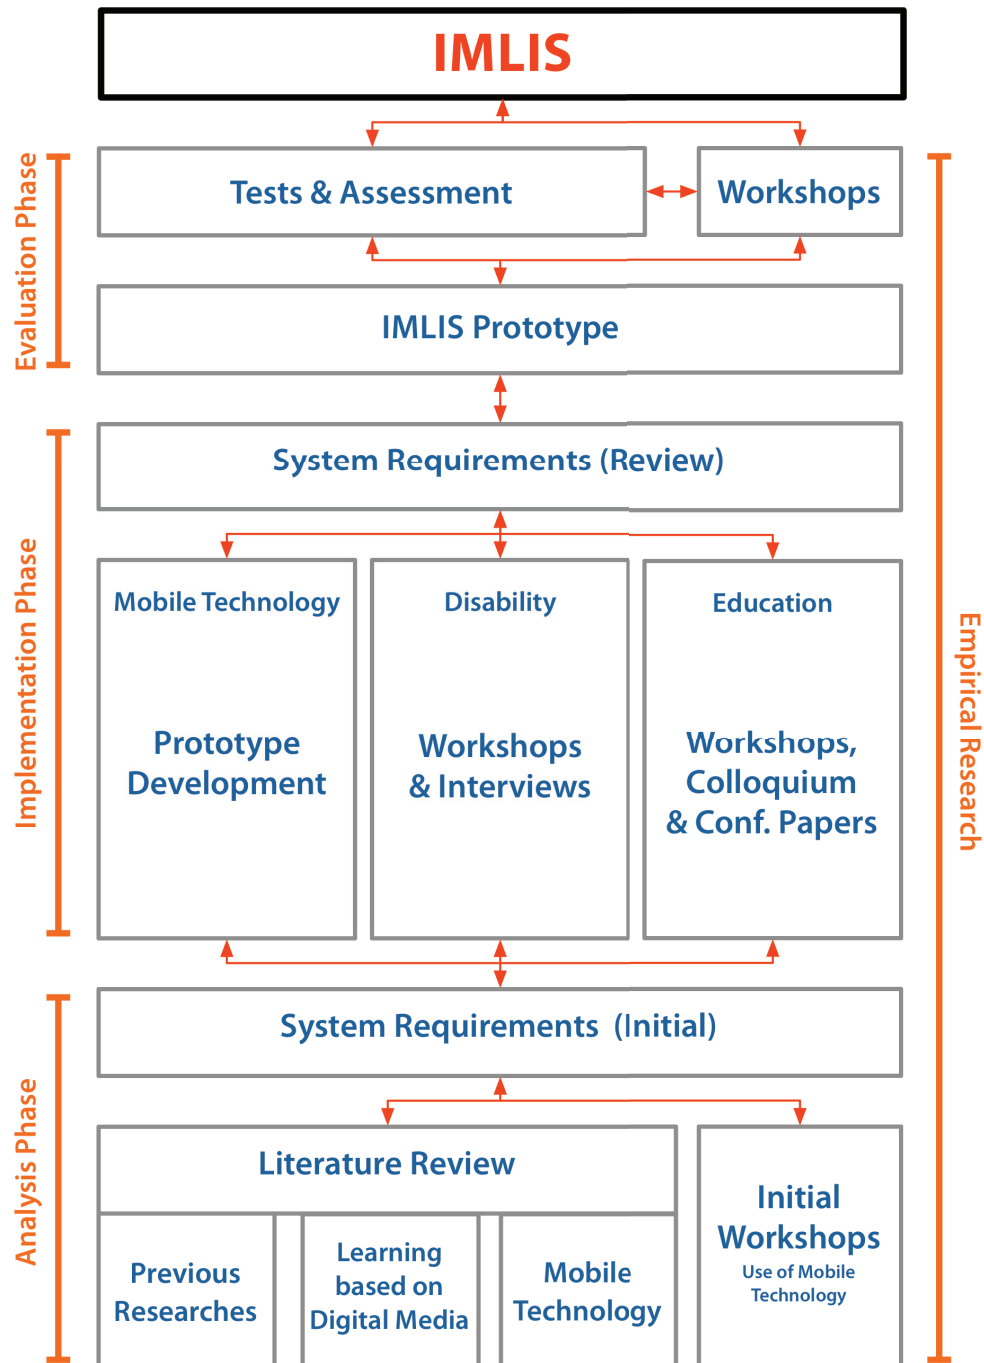 IMLIS
Evaluation Phase
Tests & Assessment
Workshops
IMLIS Prototype
Implementation Phase
System Requirements (Review)
Mobile Technology
Prototype
Development
Disability
Workshops
& Interviews
Education
Workshops,
Colloquium
& Conf. Papers
Empirical Research
Analysis Phase
System Requirements (Initial)
Literature Review
Previous
Researches
Learning
based on
Digital Media
Mobile
Technology
Initial
Workshops
Use of Mobile
Technology